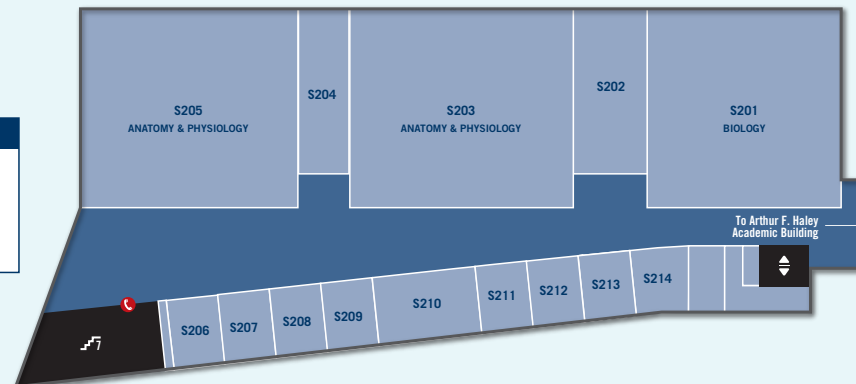 S205
ANATOMY & PHYSIOLOGY
S204
S203
ANATOMY & PHYSIOLOGY
S202
S201
BIOLOGY
To Arthur F. Haley
Academic Building
S206
S207
S208
S209
S210
S211
S212
S213
S214